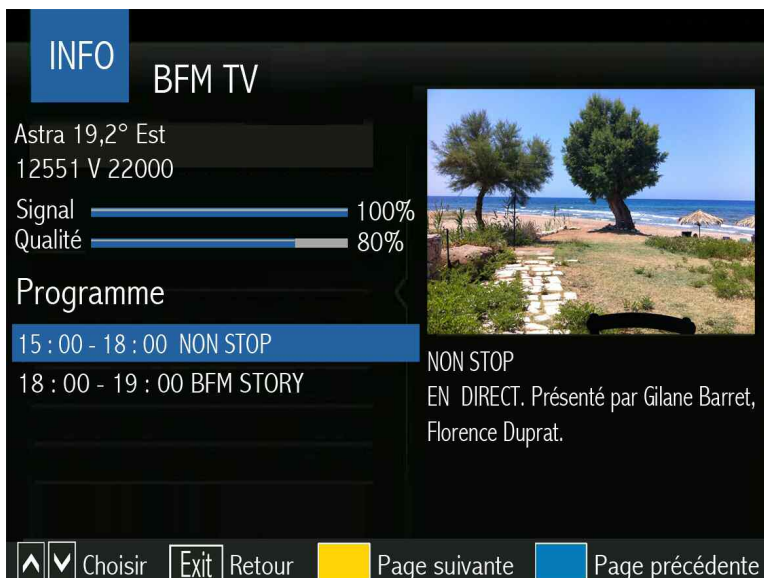 INFO
BFM TV
Astra 19,2° Est
12551 V 22000
Signal 100%
Qualité 80%
Programme
15 : 00 - 18 : 00 NON STOP
18 : 00 - 19 : 00 BFM STORY
NON STOP
EN DIRECT. Présenté par Gilane Barret,
Florence Duprat.
Choisir Exit Retour Page suivante Page précédente